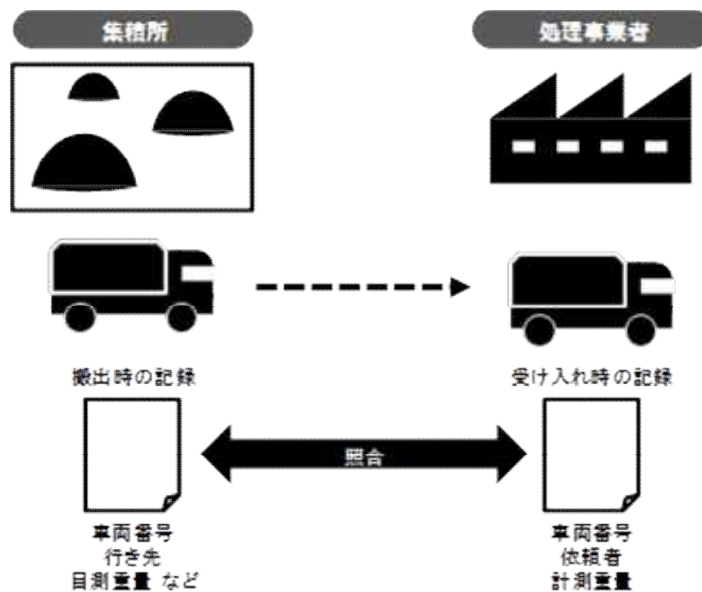 集積所
処理事業者
搬出時の記録
受け入れ時の記録
照合
車両番号
行き先
目測重量 など
車両番号
依頼者
計測重量